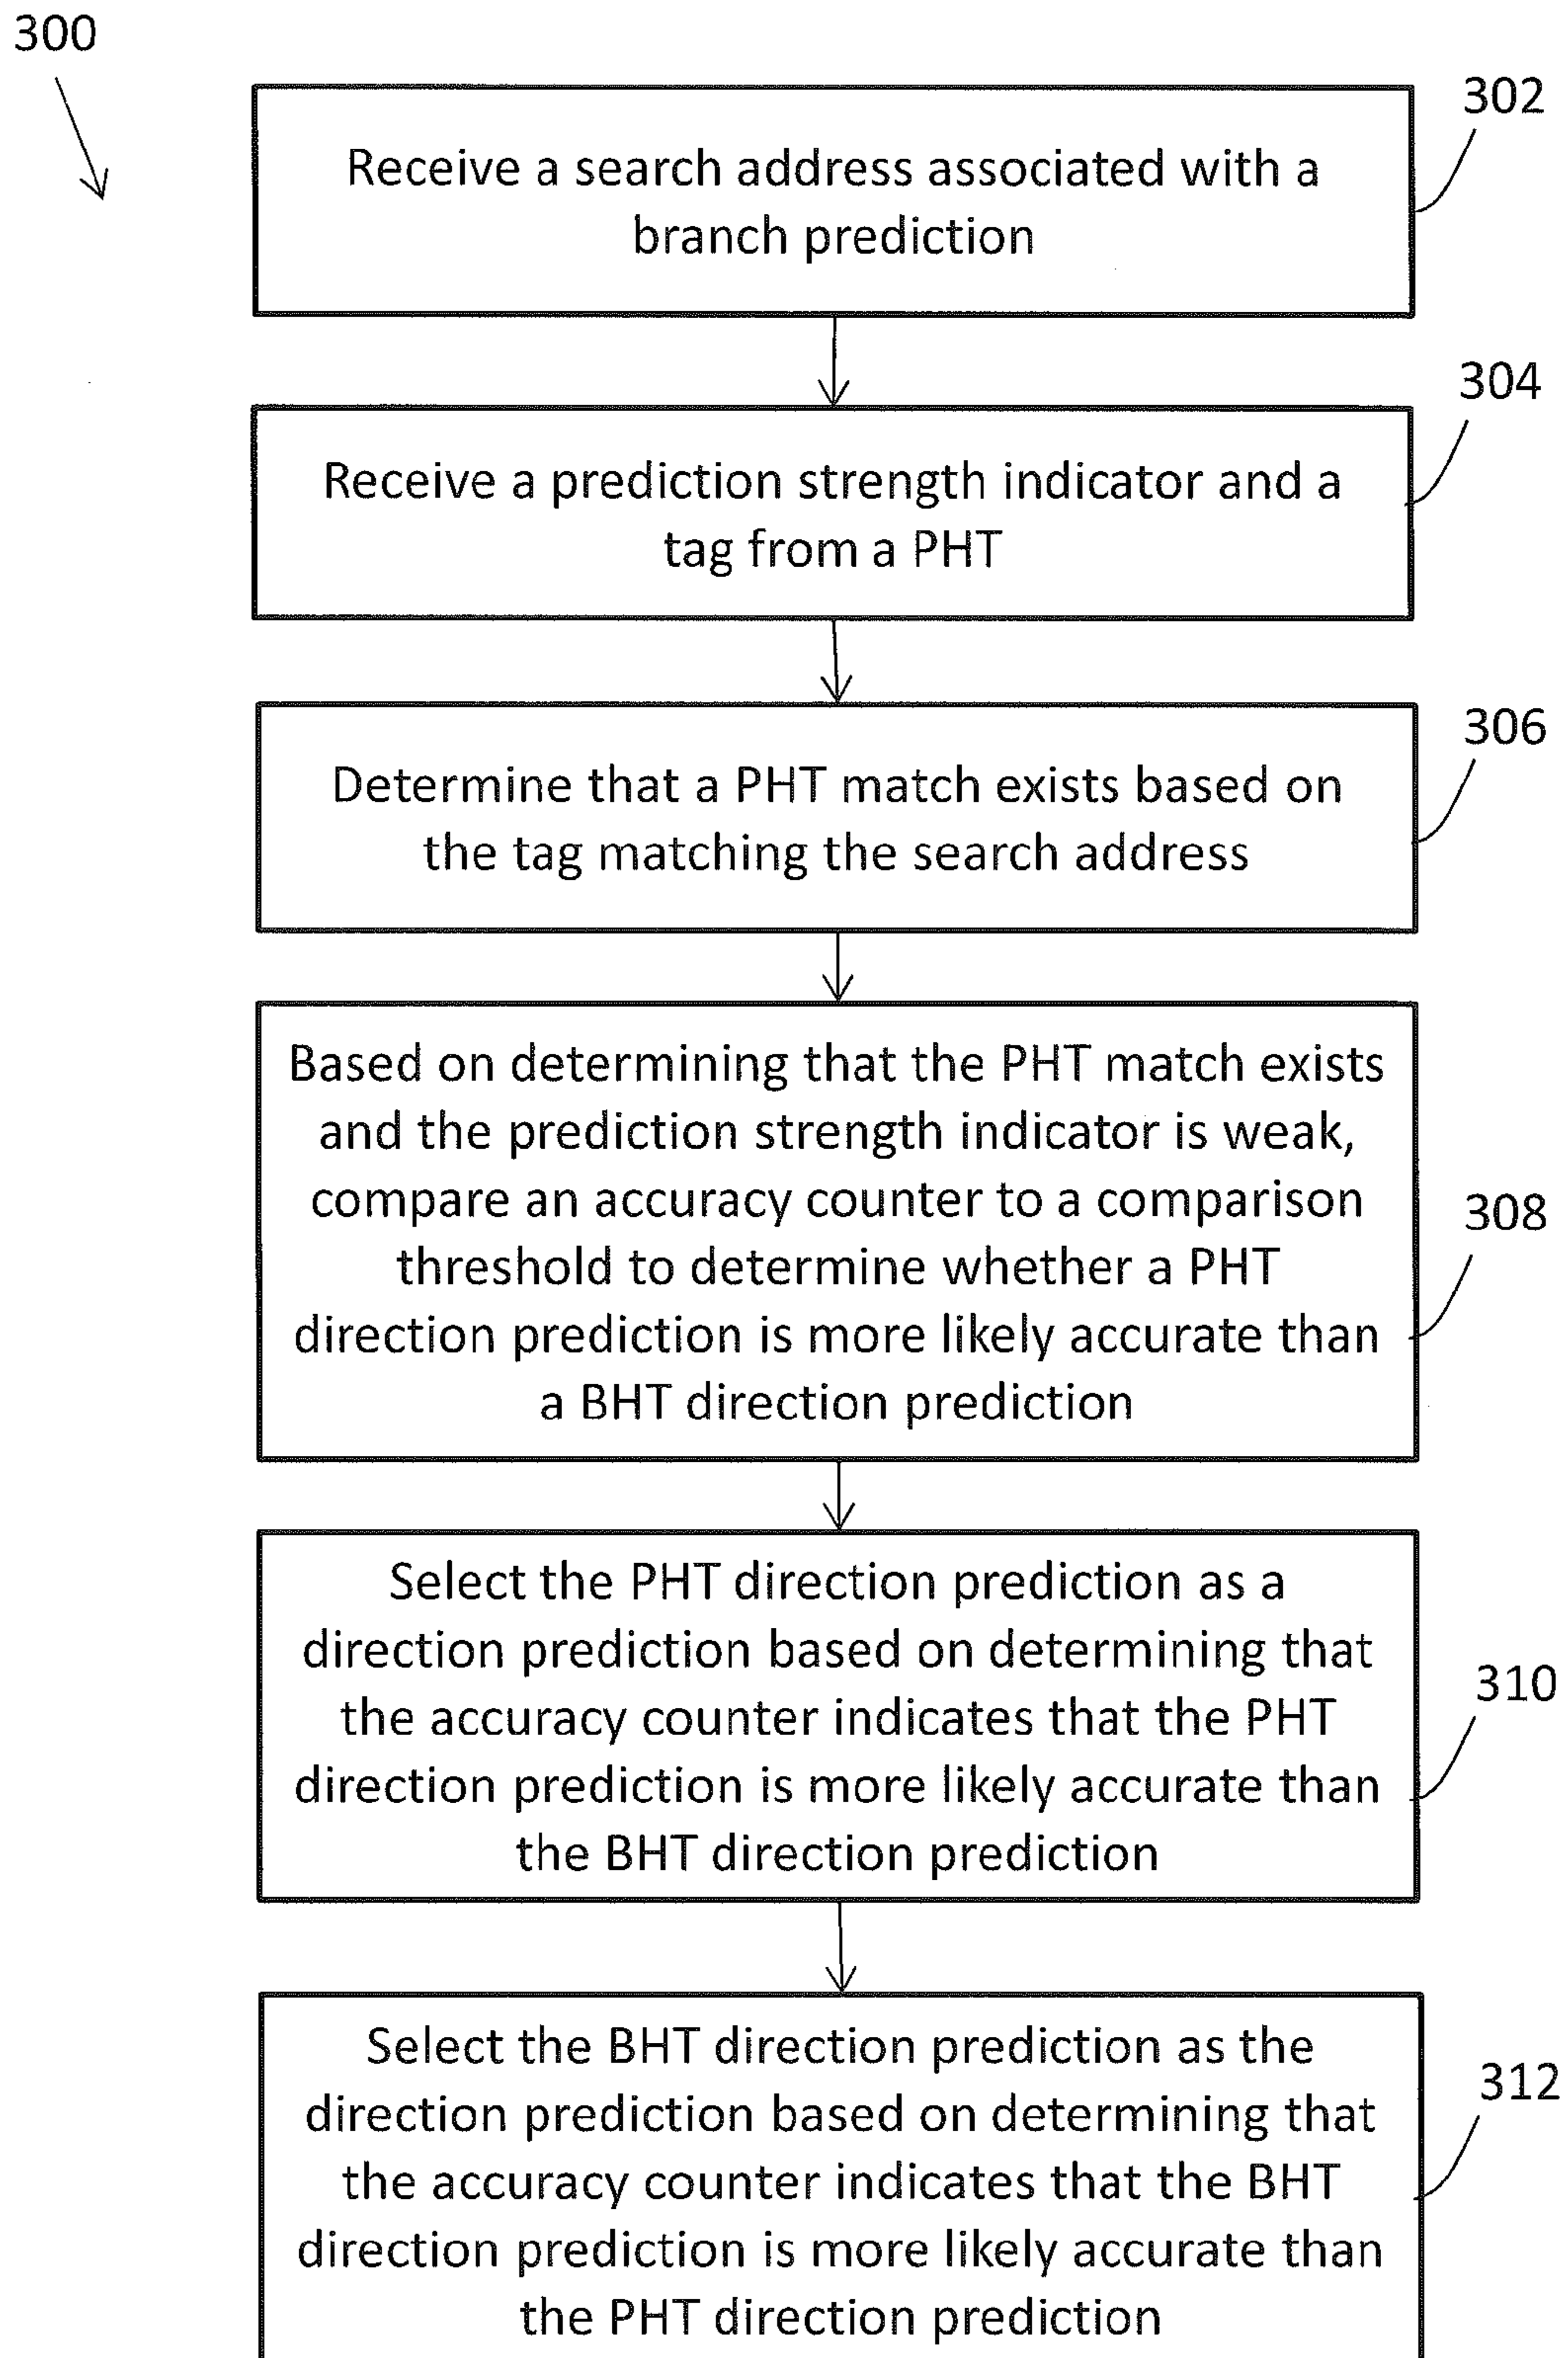 300
302
Receive a search address associated with a
branch prediction
304
Receive a prediction strength indicator and a
tag from a PHT
306
Determine that a PHT match exists based on
the tag matching the search address
308
Based on determining that the PHT match exists
and the prediction strength indicator is weak,
compare an accuracy counter to a comparison
threshold to determine whether a PHT
direction prediction is more likely accurate than
a BHT direction prediction
310
Select the PHT direction prediction as a
direction prediction based on determining that
the accuracy counter indicates that the PHT
direction prediction is more likely accurate than
the BHT direction prediction
312
Select the BHT direction prediction as the
direction prediction based on determining that
the accuracy counter indicates that the BHT
direction prediction is more likely accurate than
the PHT direction prediction